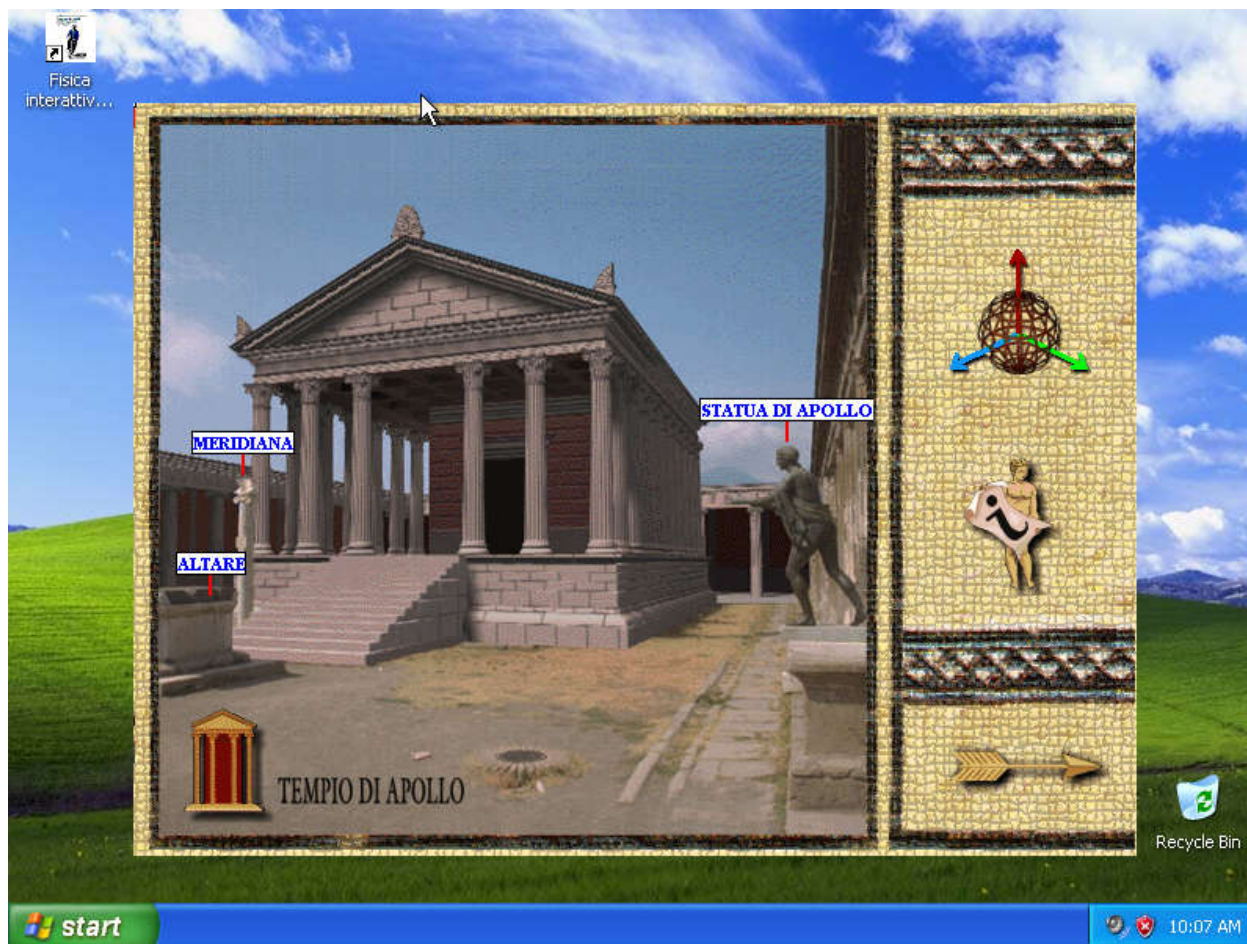 Fisica
interattiv...
STATUA DI APOLLO
MERIDIANA
ALTARE
TEMPIO DI APOLLO
Recycle Bin
start
10:07 AM